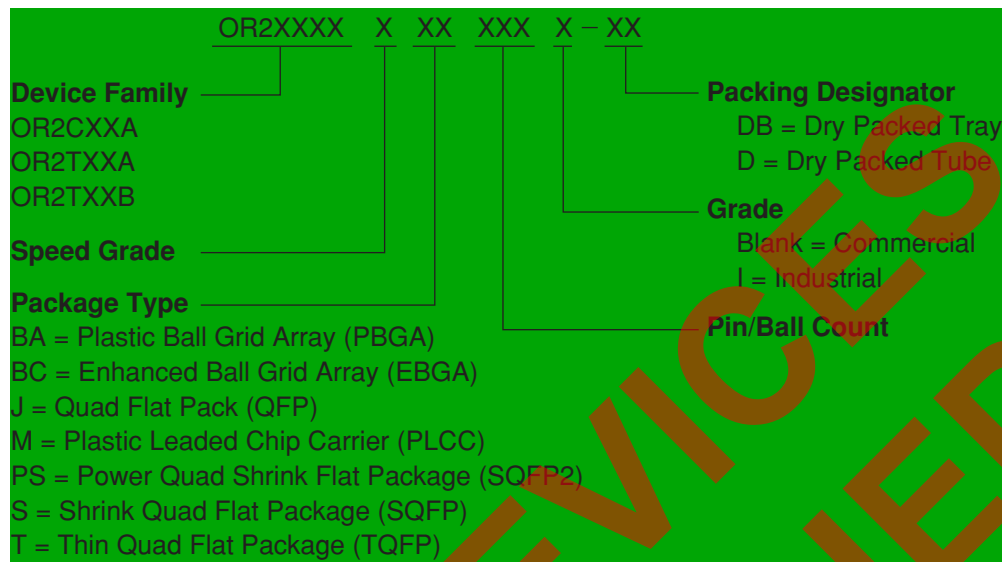 OR2XXXX X XX XXX X – XX
Device Family
OR2CXXA
OR2TXXA
OR2TXXB
Speed Grade
Package Type
BA = Plastic Ball Grid Array (PBGA)
BC = Enhanced Ball Grid Array (EBGA)
J = Quad Flat Pack (QFP)
M = Plastic Leaded Chip Carrier (PLCC)
PS = Power Quad Shrink Flat Package (SQFP2)
S = Shrink Quad Flat Package (SQFP)
T = Thin Quad Flat Package (TQFP)
Packing Designator
DB = Dry Packed Tray
D = Dry Packed Tube
Grade
Blank = Commercial
I = Industrial
Pin/Ball Count